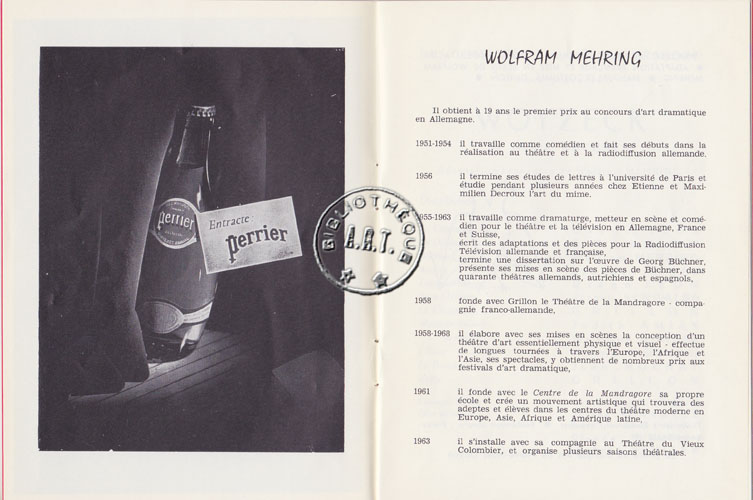 Perrier
Entracte :
Perrier
BIBLIOTHÈQUE
A.R.T.
WOLFRAM MEHRING
Il obtient à 19 ans le premier prix au concours d'art dramatique
en Allemagne.
1951-1954 il travaille comme comédien et fait ses débuts dans la
réalisation au théâtre et à la radiodiffusion allemande.
1956 il termine ses études de lettres à l'université de Paris et
étudie pendant plusieurs années chez Etienne et Maxi-
milien Decroux l'art du mime.
1955-1963 il travaille comme dramaturge, metteur en scène et comé-
dien pour le théâtre et la télévision en Allemagne, France
et Suisse,
écrit des adaptations et des pièces pour la Radiodiffusion
Télévision allemande et française,
termine une dissertation sur l'œuvre de Georg Büchner,
présente ses mises en scène des pièces de Büchner, dans
quarante théâtres allemands, autrichiens et espagnols,
1958 fonde avec Grillon le Théâtre de la Mandragore - compa-
gnie franco-allemande,
1958-1968 il élabore avec ses mises en scènes la conception d'un
théâtre d'art essentiellement physique et visuel - effectue
de longues tournées à travers l'Europe, l'Afrique et
l'Asie, ses spectacles, y obtiennent de nombreux prix aux
festivals d'art dramatique,
1961 il fonde avec le Centre de la Mandragore sa propre
école et crée un mouvement artistique qui trouvera des
adeptes et élèves dans les centres du théâtre moderne en
Europe, Asie, Afrique et Amérique latine,
1963 il s'installe avec sa compagnie au Théâtre du Vieux
Colombier, et organise plusieurs saisons théâtrales.